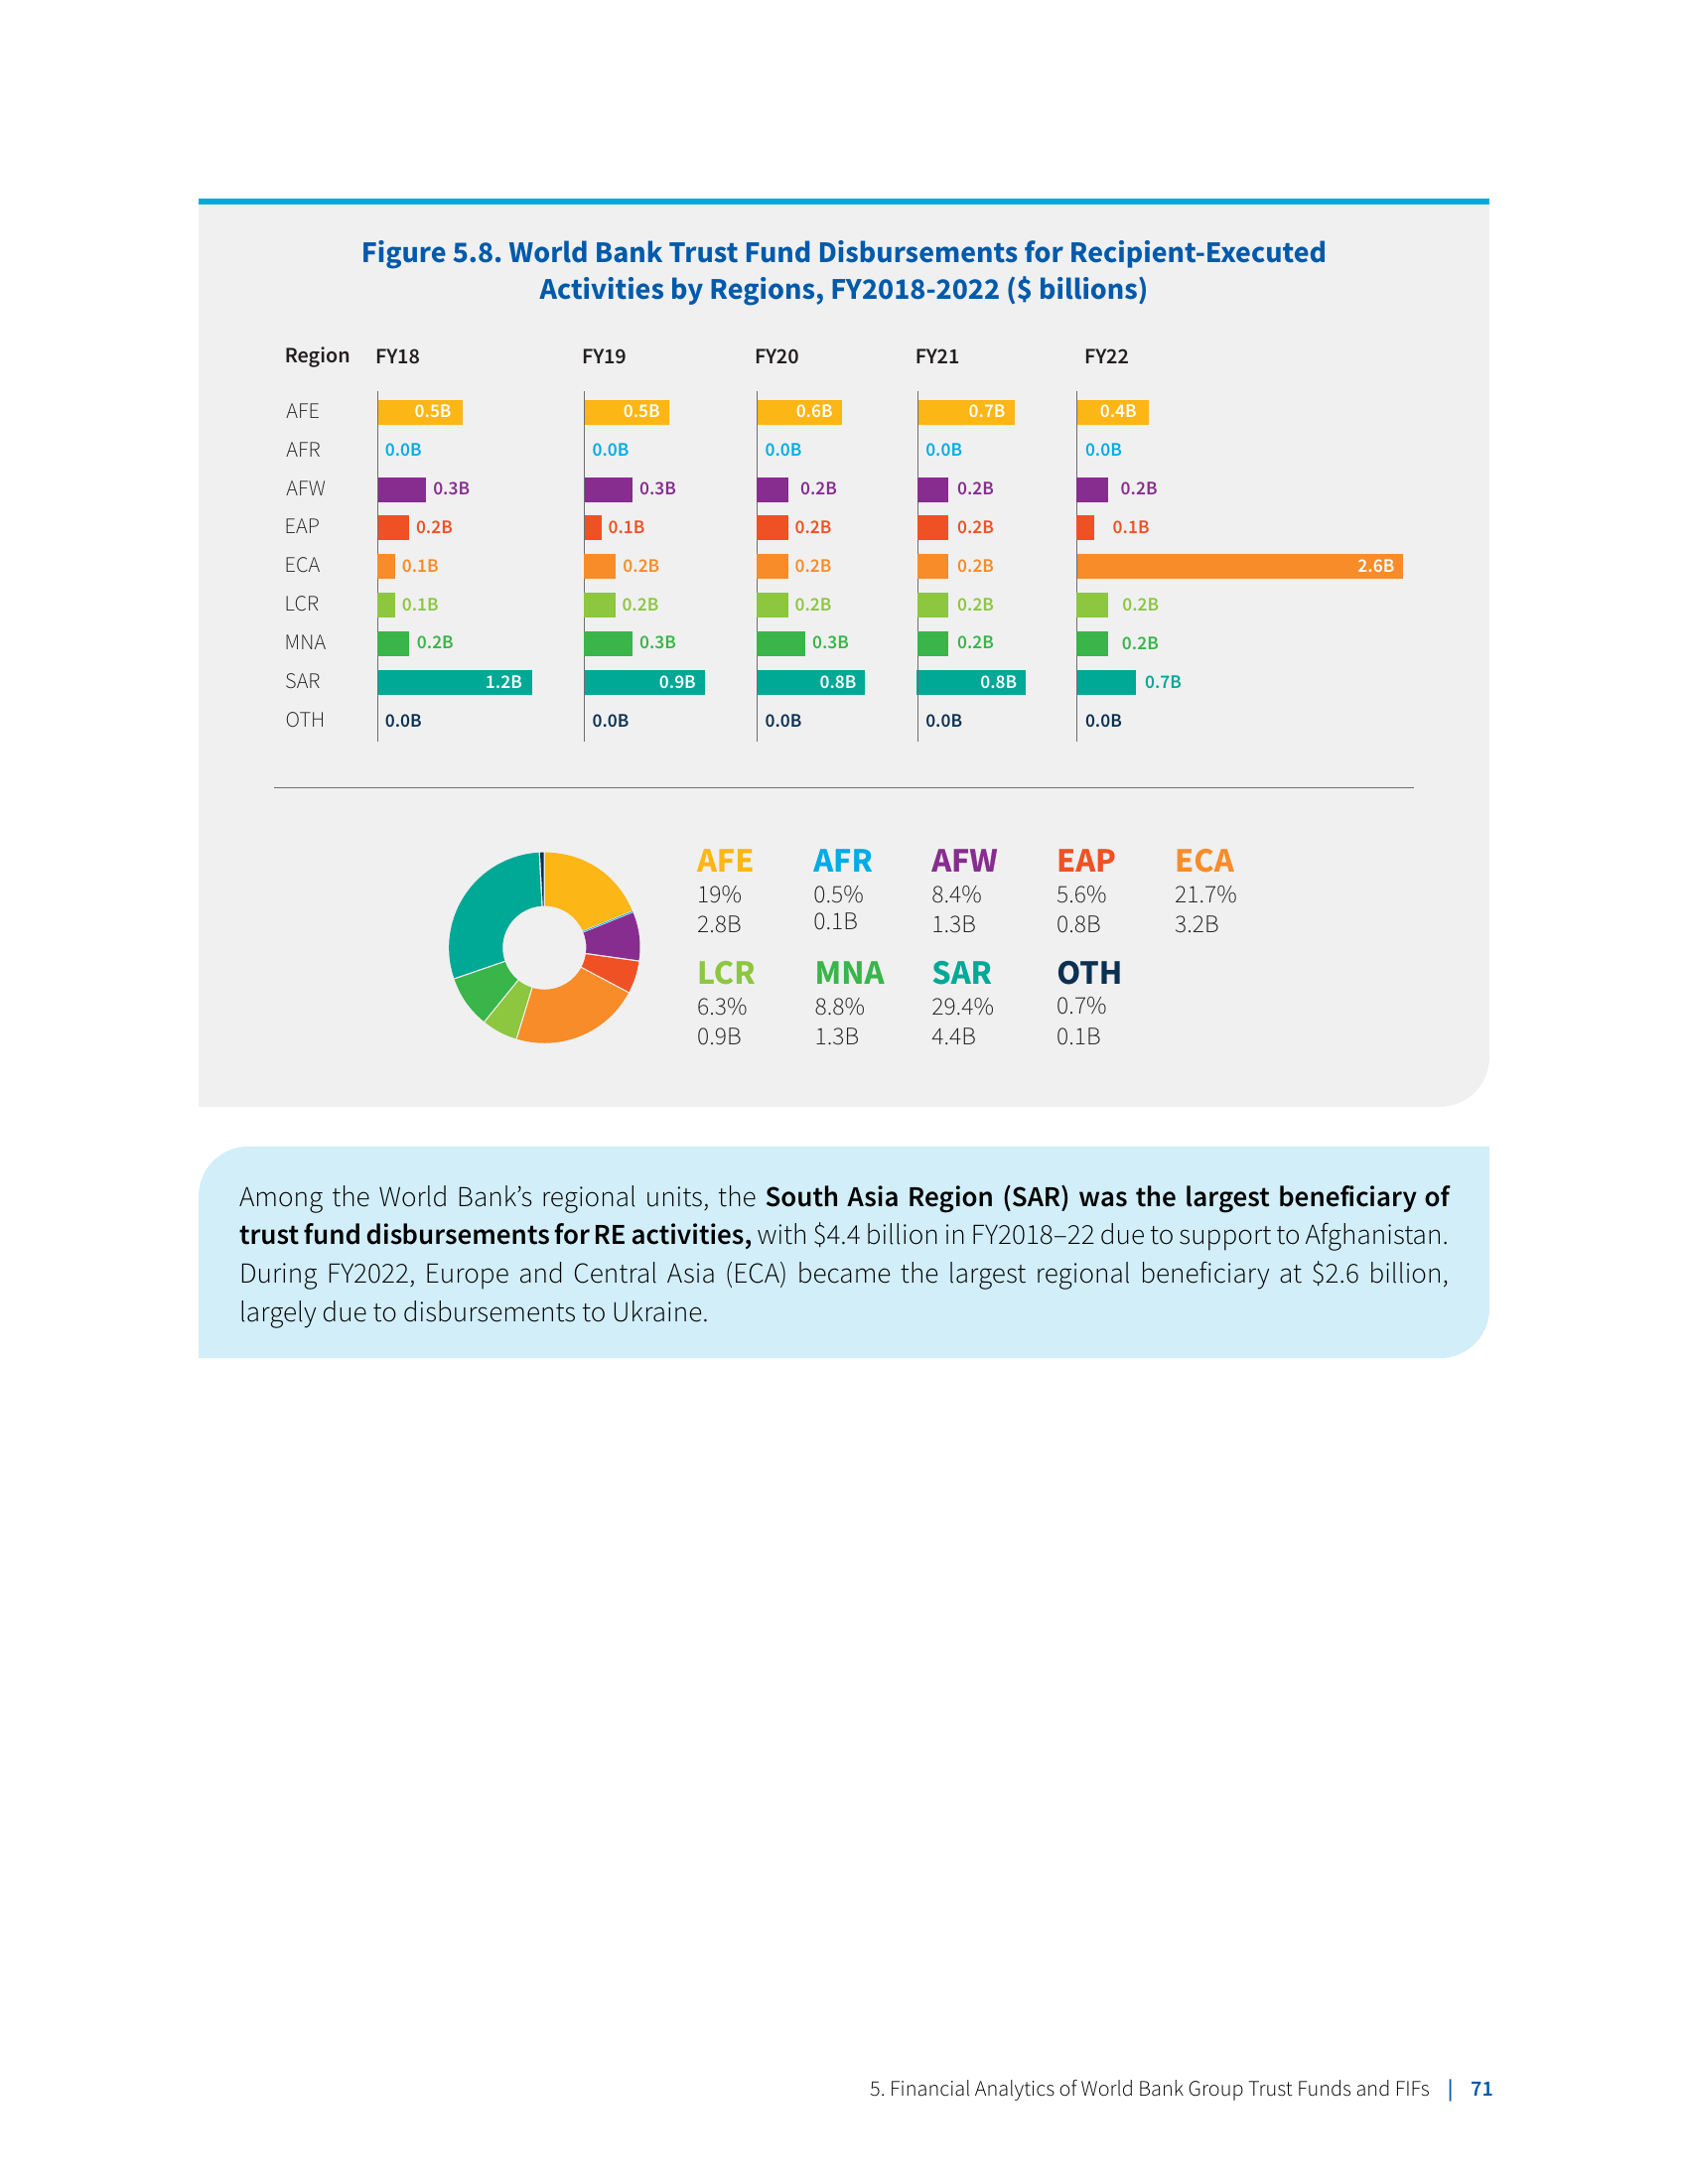 Figure 5.8. World Bank Trust Fund Disbursements for Recipient-Executed
Activities by Regions, FY2018-2022 ($ billions)
Region FY18 FY19 FY20 FY21 FY22
AFE 0.5B 0.5B 0.6B 0.7B 0.4B
AFR 0.0B 0.0B 0.0B 0.0B 0.0B
AFW 0.3B 0.3B 0.2B 0.2B 0.2B
EAP 0.2B 0.1B 0.2B 0.2B 0.1B
ECA 0.1B 0.2B 0.2B 0.2B 2.6B
LCR 0.1B 0.2B 0.2B 0.2B 0.2B
MNA 0.2B 0.3B 0.3B 0.2B 0.2B
SAR 1.2B 0.9B 0.8B 0.8B 0.7B
OTH 0.0B 0.0B 0.0B 0.0B 0.0B
AFE AFR AFW EAP ECA
19% 0.5% 8.4% 5.6% 21.7%
2.8B 0.1B 1.3B 0.8B 3.2B
LCR MNA SAR OTH
6.3% 8.8% 29.4% 0.7%
0.9B 1.3B 4.4B 0.1B
Among the World Bank’s regional units, the South Asia Region (SAR) was the largest beneficiary of
trust fund disbursements for RE activities, with $4.4 billion in FY2018–22 due to support to Afghanistan.
During FY2022, Europe and Central Asia (ECA) became the largest regional beneficiary at $2.6 billion,
largely due to disbursements to Ukraine.
5. Financial Analytics of World Bank Group Trust Funds and FIFs | 71